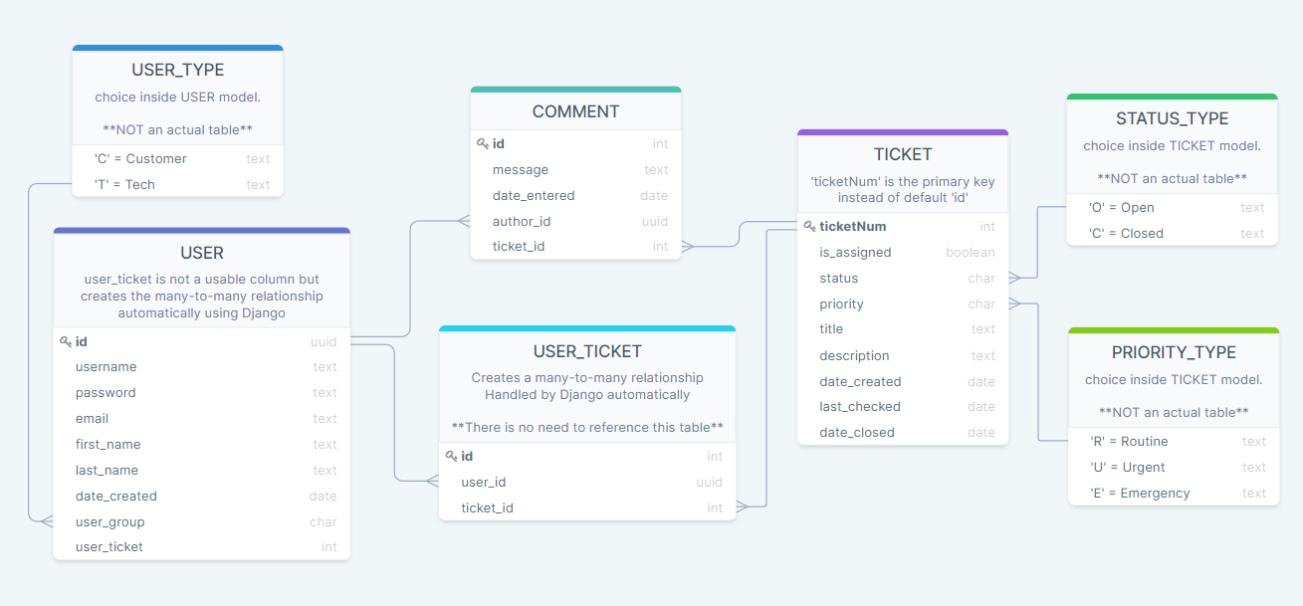 USER_TYPE
choice inside USER model.
**NOT an actual table**
'C' = Customer text
'T' = Tech text
USER
user_ticket is not a usable column but
creates the many-to-many relationship
automatically using Django
id uuid
username text
password text
email text
first_name text
last_name text
date_created date
user_group char
user_ticket int
COMMENT
id int
message text
date_entered date
author_id uuid
ticket_id int
USER_TICKET
Creates a many-to-many relationship
Handled by Django automatically
**There is no need to reference this table**
id int
user_id uuid
ticket_id int
TICKET
'ticketNum' is the primary key
instead of default 'id'
ticketNum int
is_assigned boolean
status char
priority char
title text
description text
date_created date
last_checked date
date_closed date
STATUS_TYPE
choice inside TICKET model.
**NOT an actual table**
'O' = Open text
'C' = Closed text
PRIORITY_TYPE
choice inside TICKET model.
**NOT an actual table**
'R' = Routine text
'U' = Urgent text
'E' = Emergency text